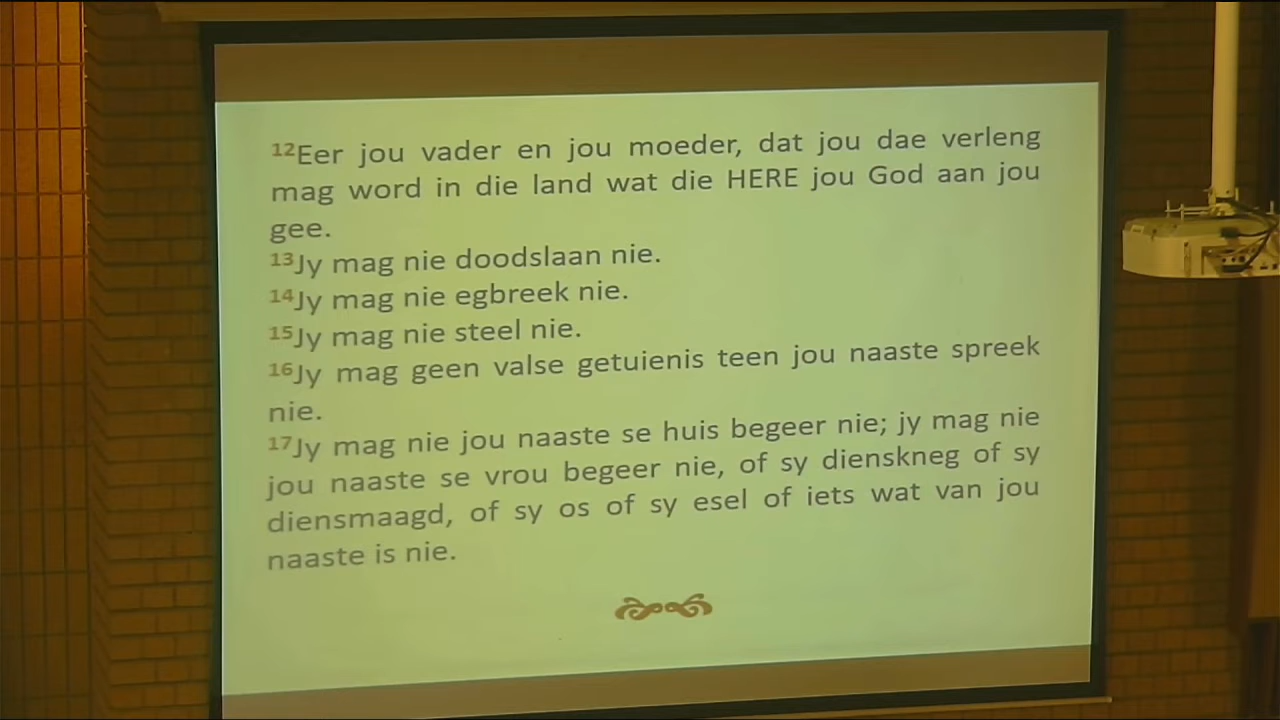 12Eer jou vader en jou moeder, dat jou dae verleng
mag word in die land wat die HERE jou God aan jou
gee.
13Jy mag nie doodslaan nie.
14Jy mag nie egbreek nie.
15Jy mag nie steel nie.
16Jy mag geen valse getuienis teen jou naaste spreek
nie.
17Jy mag nie jou naaste se huis begeer nie; jy mag nie
jou naaste se vrou begeer nie, of sy dienskneg of sy
diensmaagd, of sy os of sy esel of iets wat van jou
naaste is nie.